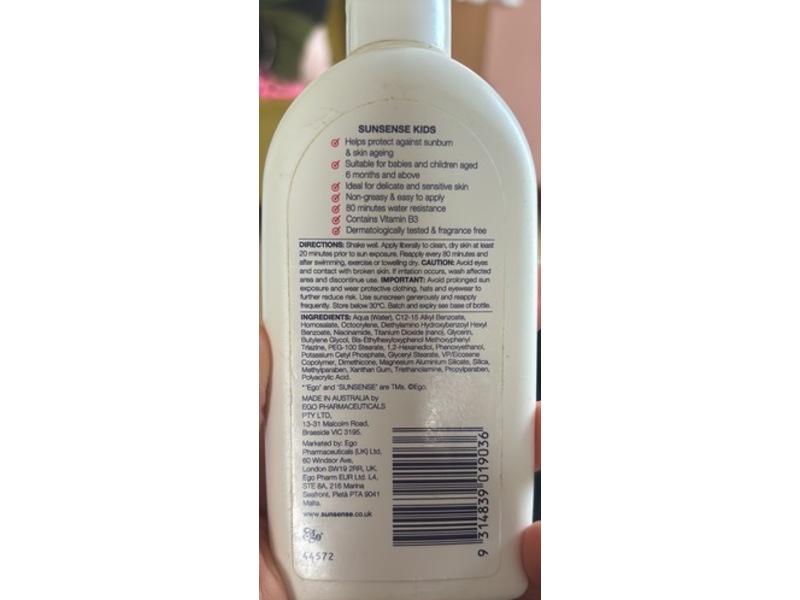 SUNSENSE KIDS
Helps protect against sunburn
& skin ageing
Suitable for babies and children aged
6 months and above
Ideal for delicate and sensitive skin
Non-greasy & easy to apply
80 minutes water resistance
Contains Vitamin B3
Dermatologically tested & fragrance free
DIRECTIONS: Shake well. Apply liberally to clean, dry skin at least
20 minutes prior to sun exposure. Reapply every 80 minutes and
after swimming, exercise or towelling dry. CAUTION: Avoid eyes
and contact with broken skin. If irritation occurs, wash affected
area and discontinue use. IMPORTANT: Avoid prolonged sun
exposure and wear protective clothing, hats and eyewear to
further reduce risk. Use sunscreen generously and reapply
frequently. Store below 30°C. Batch and expiry see base of bottle.
INGREDIENTS: Aqua (Water), C12-15 Alkyl Benzoate,
Homosalate, Octocrylene, Diethylamino Hydroxybenzoyl Hexyl
Benzoate, Niacinamide, Titanium Dioxide (nano), Glycerin,
Butylene Glycol, Bis-Ethylhexyloxyphenol Methoxyphenyl
Triazine, PEG-100 Stearate, 1,2-Hexanediol, Phenoxyethanol,
Potassium Cetyl Phosphate, Glyceryl Stearate, VP/Eicosene
Copolymer, Dimethicone, Magnesium Aluminium Silicate, Silica,
Methylparaben, Xanthan Gum, Triethanolamine, Propylparaben,
Polyacrylic Acid.
*'Ego' and 'SUNSENSE' are TMs. ©Ego.
MADE IN AUSTRALIA by
EGO PHARMACEUTICALS
PTY LTD,
13-31 Malcolm Road,
Braeside VIC 3195.
Marketed by: Ego
Pharmaceuticals (UK) Ltd,
60 Windsor Ave,
London SW19 2RR, UK.
Ego Pharm EUR Ltd. L4,
STE 8A, 216 Marina
Seafront, Pietà PTA 9041
Malta.
www.sunsense.co.uk
Ego
44572
9 314839 019036